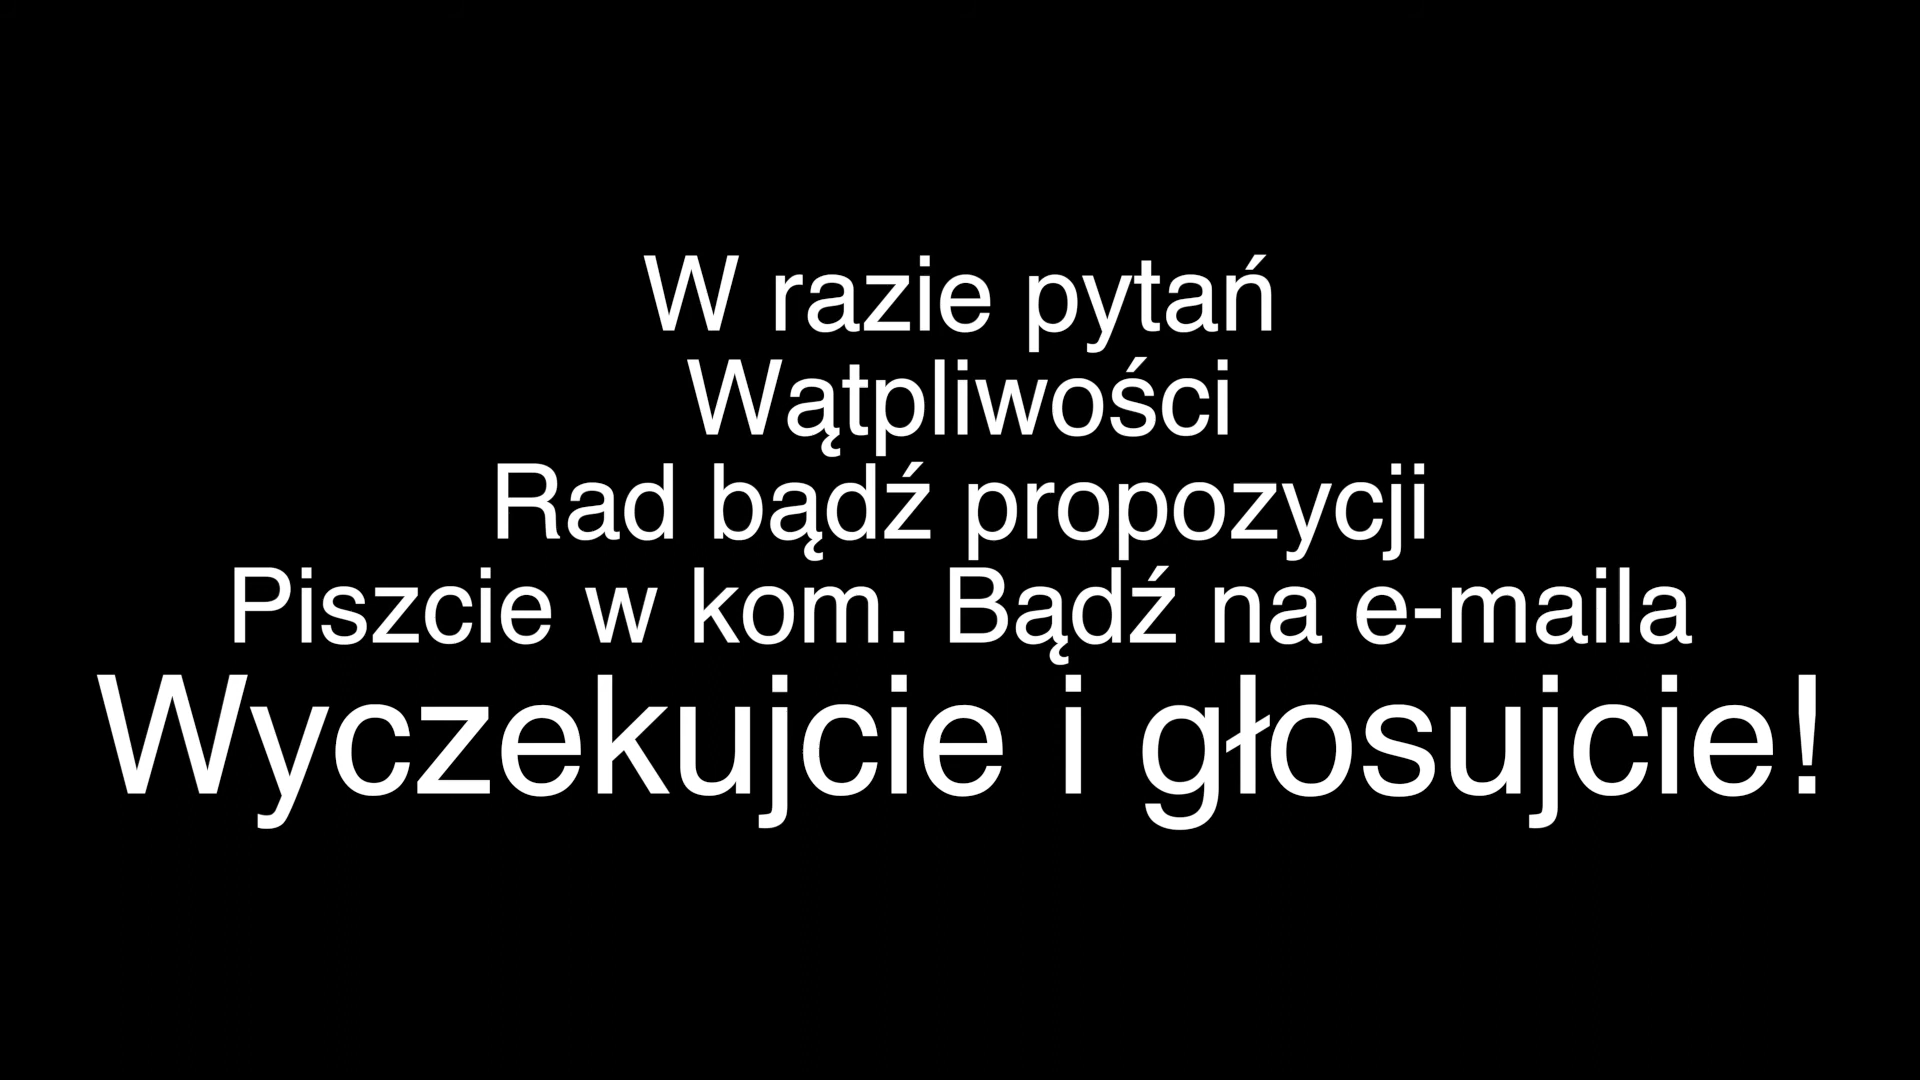 W razie pytań
Wątpliwości
Rad bądź propozycji
Piszcie w kom. Bądź na e-maila
Wyczekujcie i głosujcie!